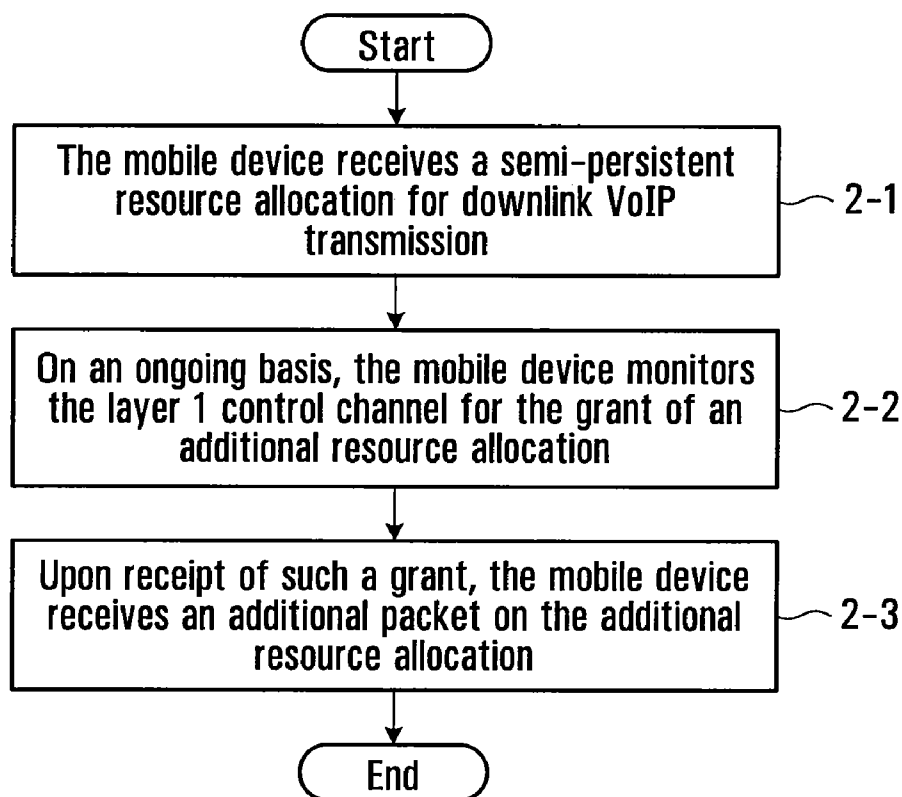 Start
The mobile device receives a semi-persistent
resource allocation for downlink VoIP
transmission
2-1
On an ongoing basis, the mobile device monitors
the layer 1 control channel for the grant of an
additional resource allocation
2-2
Upon receipt of such a grant, the mobile device
receives an additional packet on the additional
resource allocation
2-3
End